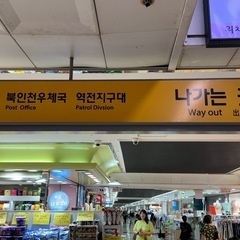 북인천우체국 역전지구대 나가는
Post Office Patrol Division Way out
出